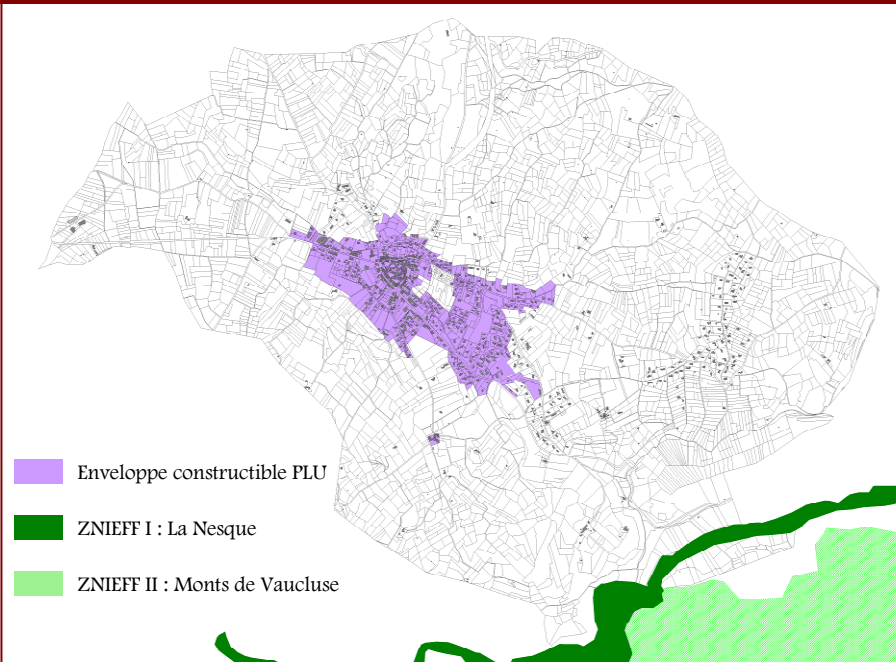 Enveloppe constructible PLU
ZNIEFF I : La Nesque
ZNIEFF II : Monts de Vaucluse